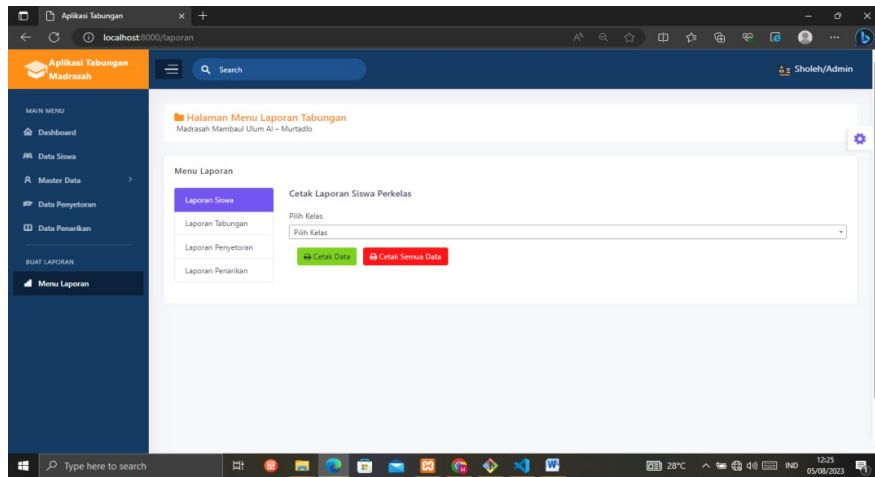 Aplikasi Tabungan
localhost:8000/laporan
Aplikasi Tabungan
Madrasah
Search
Sholeh/Admin
MAIN MENU
Dashboard
Data Siswa
Master Data
Data Penyetoran
Data Penarikan
BUAT LAPORAN
Menu Laporan
Halaman Menu Laporan Tabungan
Madrasah Mambaul Ulum Al – Murtadlo
Menu Laporan
Laporan Siswa
Laporan Tabungan
Laporan Penyetoran
Laporan Penarikan
Cetak Laporan Siswa Perkelas
Pilih Kelas
Pilih Kelas
Cetak Data
Cetak Semua Data
Type here to search
28°C
IND
12:25
05/08/2023